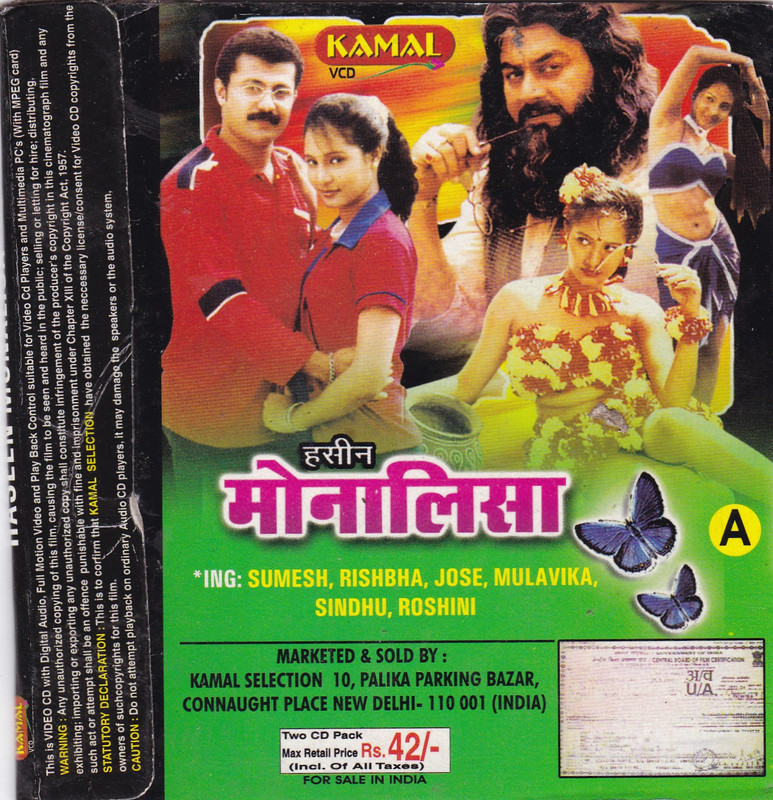 KAMAL
VCD
हसीन
मोनालिसा
A
*ING: SUMESH, RISHBHA, JOSE, MULAVIKA,
SINDHU, ROSHINI
MARKETED & SOLD BY :
KAMAL SELECTION 10, PALIKA PARKING BAZAR,
CONNAUGHT PLACE NEW DELHI- 110 001 (INDIA)
Two CD Pack
Max Retail Price Rs.42/-
(Incl. Of All Taxes)
FOR SALE IN INDIA
GOVERNMENT OF INDIA
CENTRAL BOARD OF FILM CERTIFICATION
अ/व
U/A
HASEEN
KAMAL
VCD
This is VIDEO CD with Digital Audio, Full Motion Video and Play Back Control suitable for Video Cd Players and Multimedia PC's (With MPEG card)
WARNING : Any unauthorized copying of this film, causing the film to be seen and heard in the public; selling or letting for hire; distributing,
exhibiting; importing or exporting any unauthorized copy shall constitute infringement of the producer's copyright in this cinematograph film and any
such act or attempt shall be an offence punishable with fine and imprisonment under Chapter XIII of the Copyright Act, 1957.
STATUTORY DECLARATION : This is to confirm that KAMAL SELECTION have obtained the neccessary license/consent for Video CD copyrights from the
owners of suchcopyrights for this film.
CAUTION : Do not attempt playback on ordinary Audio CD players, it may damage the speakers or the audio system.